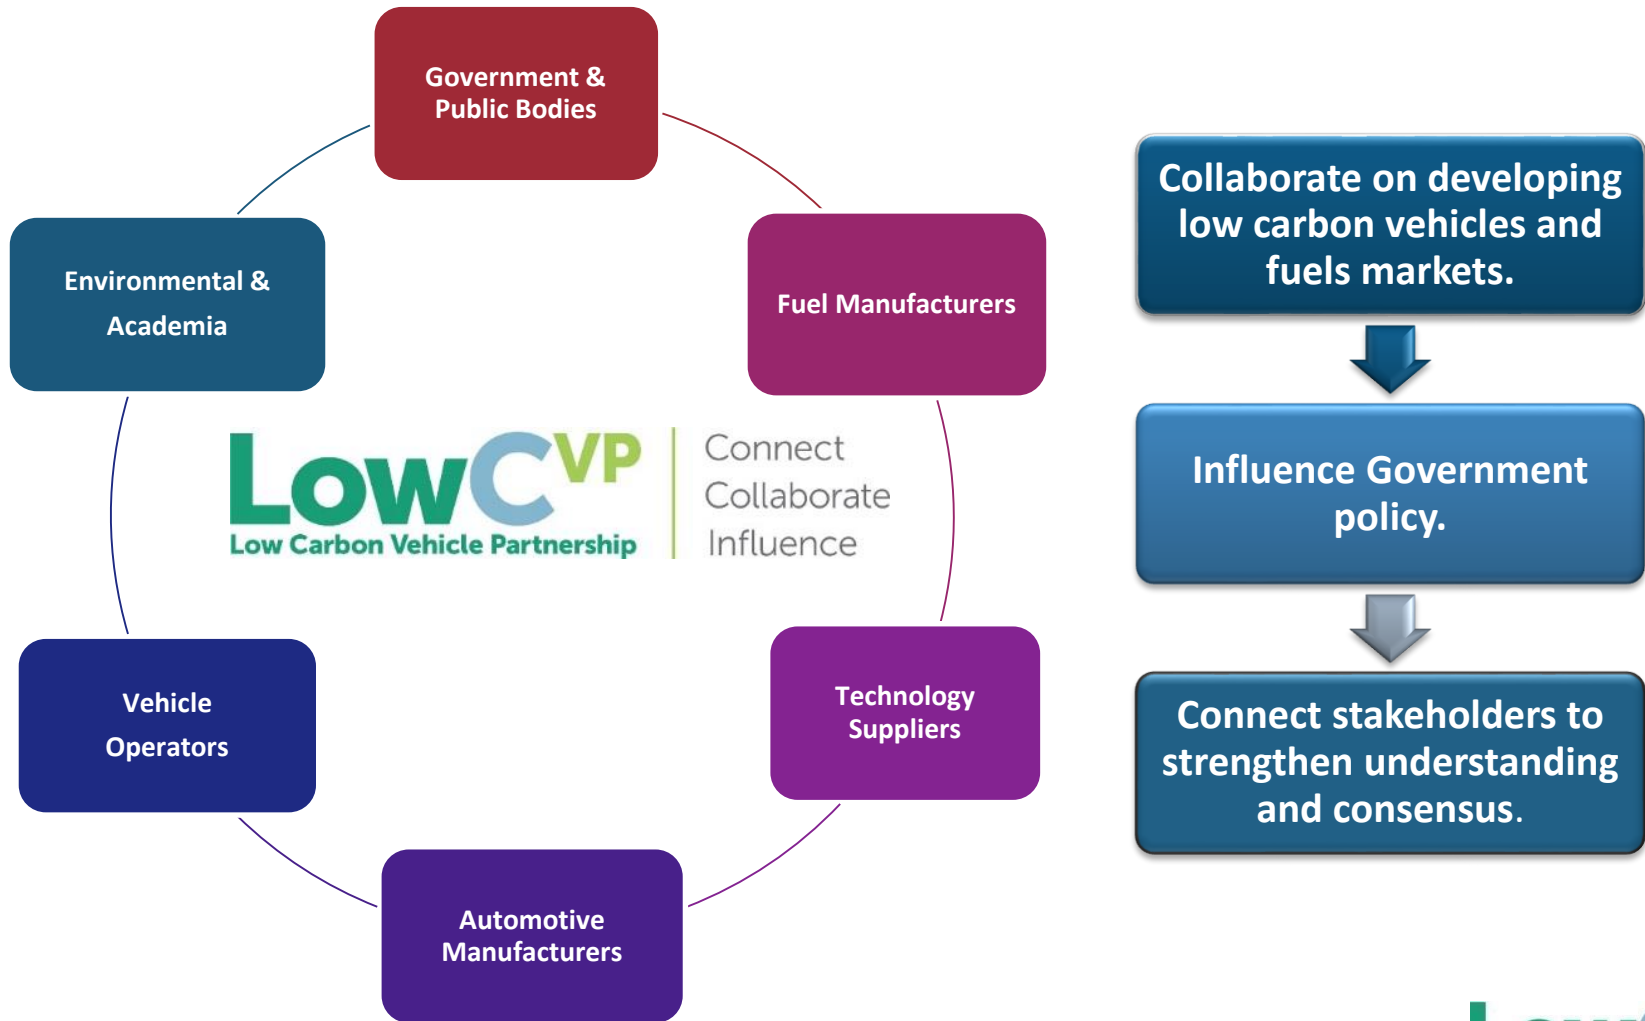 Government &
Public Bodies
Fuel Manufacturers
Technology
Suppliers
Automotive
Manufacturers
Vehicle
Operators
Environmental &
Academia
LowCVP
Low Carbon Vehicle Partnership
Connect
Collaborate
Influence
Collaborate on developing
low carbon vehicles and
fuels markets.
Influence Government
policy.
Connect stakeholders to
strengthen understanding
and consensus.